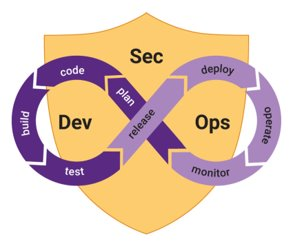 Sec
Dev
Ops
plan
code
build
test
release
deploy
operate
monitor